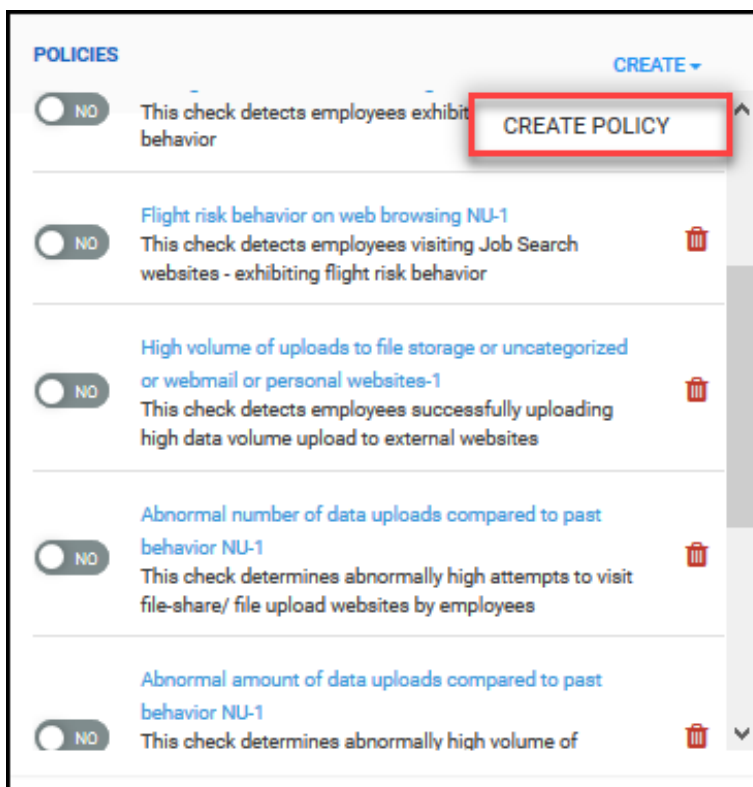 POLICIES
CREATE
NO
This check detects employees exhibit
behavior
CREATE POLICY
NO
Flight risk behavior on web browsing NU-1
This check detects employees visiting Job Search
websites - exhibiting flight risk behavior
NO
High volume of uploads to file storage or uncategorized
or webmail or personal websites-1
This check detects employees successfully uploading
high data volume upload to external websites
NO
Abnormal number of data uploads compared to past
behavior NU-1
This check determines abnormally high attempts to visit
file-share/ file upload websites by employees
NO
Abnormal amount of data uploads compared to past
behavior NU-1
This check determines abnormally high volume of